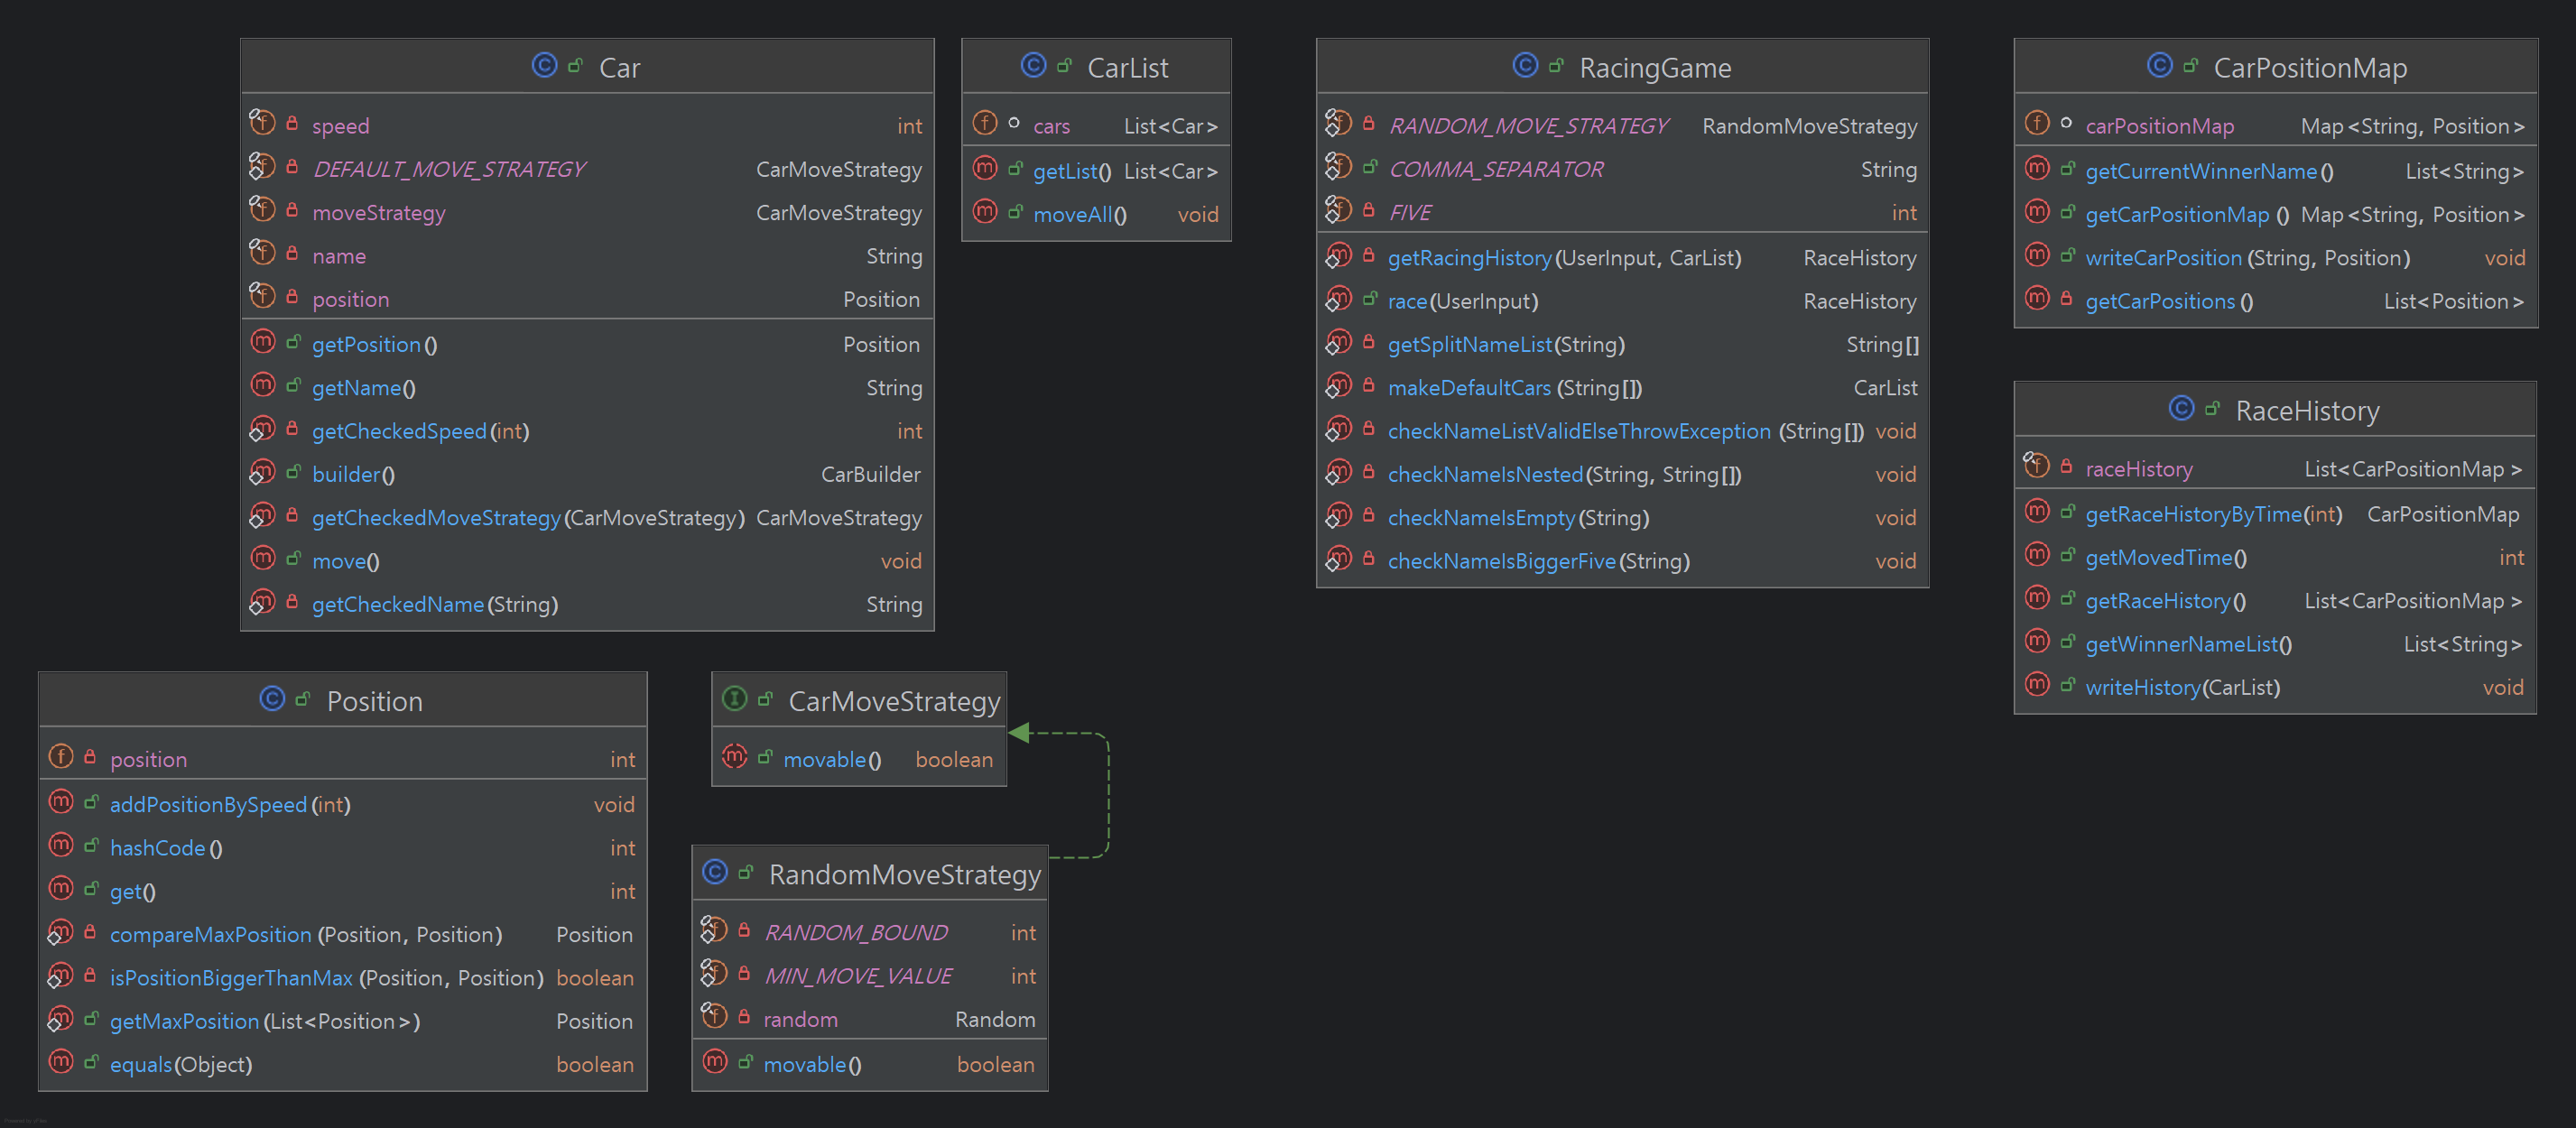 Car
speed int
DEFAULT_MOVE_STRATEGY CarMoveStrategy
moveStrategy CarMoveStrategy
name String
position Position
getPosition() Position
getName() String
getCheckedSpeed(int) int
builder() CarBuilder
getCheckedMoveStrategy(CarMoveStrategy) CarMoveStrategy
move() void
getCheckedName(String) String
CarList
cars List<Car>
getList() List<Car>
moveAll() void
RacingGame
RANDOM_MOVE_STRATEGY RandomMoveStrategy
COMMA_SEPARATOR String
FIVE int
getRacingHistory(UserInput, CarList) RaceHistory
race(UserInput) RaceHistory
getSplitNameList(String) String[]
makeDefaultCars(String[]) CarList
checkNameListValidElseThrowException(String[]) void
checkNameIsNested(String, String[]) void
checkNameIsEmpty(String) void
checkNameIsBiggerFive(String) void
CarPositionMap
carPositionMap Map<String, Position>
getCurrentWinnerName() List<String>
getCarPositionMap() Map<String, Position>
writeCarPosition(String, Position) void
getCarPositions() List<Position>
RaceHistory
raceHistory List<CarPositionMap>
getRaceHistoryByTime(int) CarPositionMap
getMovedTime() int
getRaceHistory() List<CarPositionMap>
getWinnerNameList() List<String>
writeHistory(CarList) void
Position
position int
addPositionBySpeed(int) void
hashCode() int
get() int
compareMaxPosition(Position, Position) Position
isPositionBiggerThanMax(Position, Position) boolean
getMaxPosition(List<Position>) Position
equals(Object) boolean
CarMoveStrategy
movable() boolean
RandomMoveStrategy
RANDOM_BOUND int
MIN_MOVE_VALUE int
random Random
movable() boolean